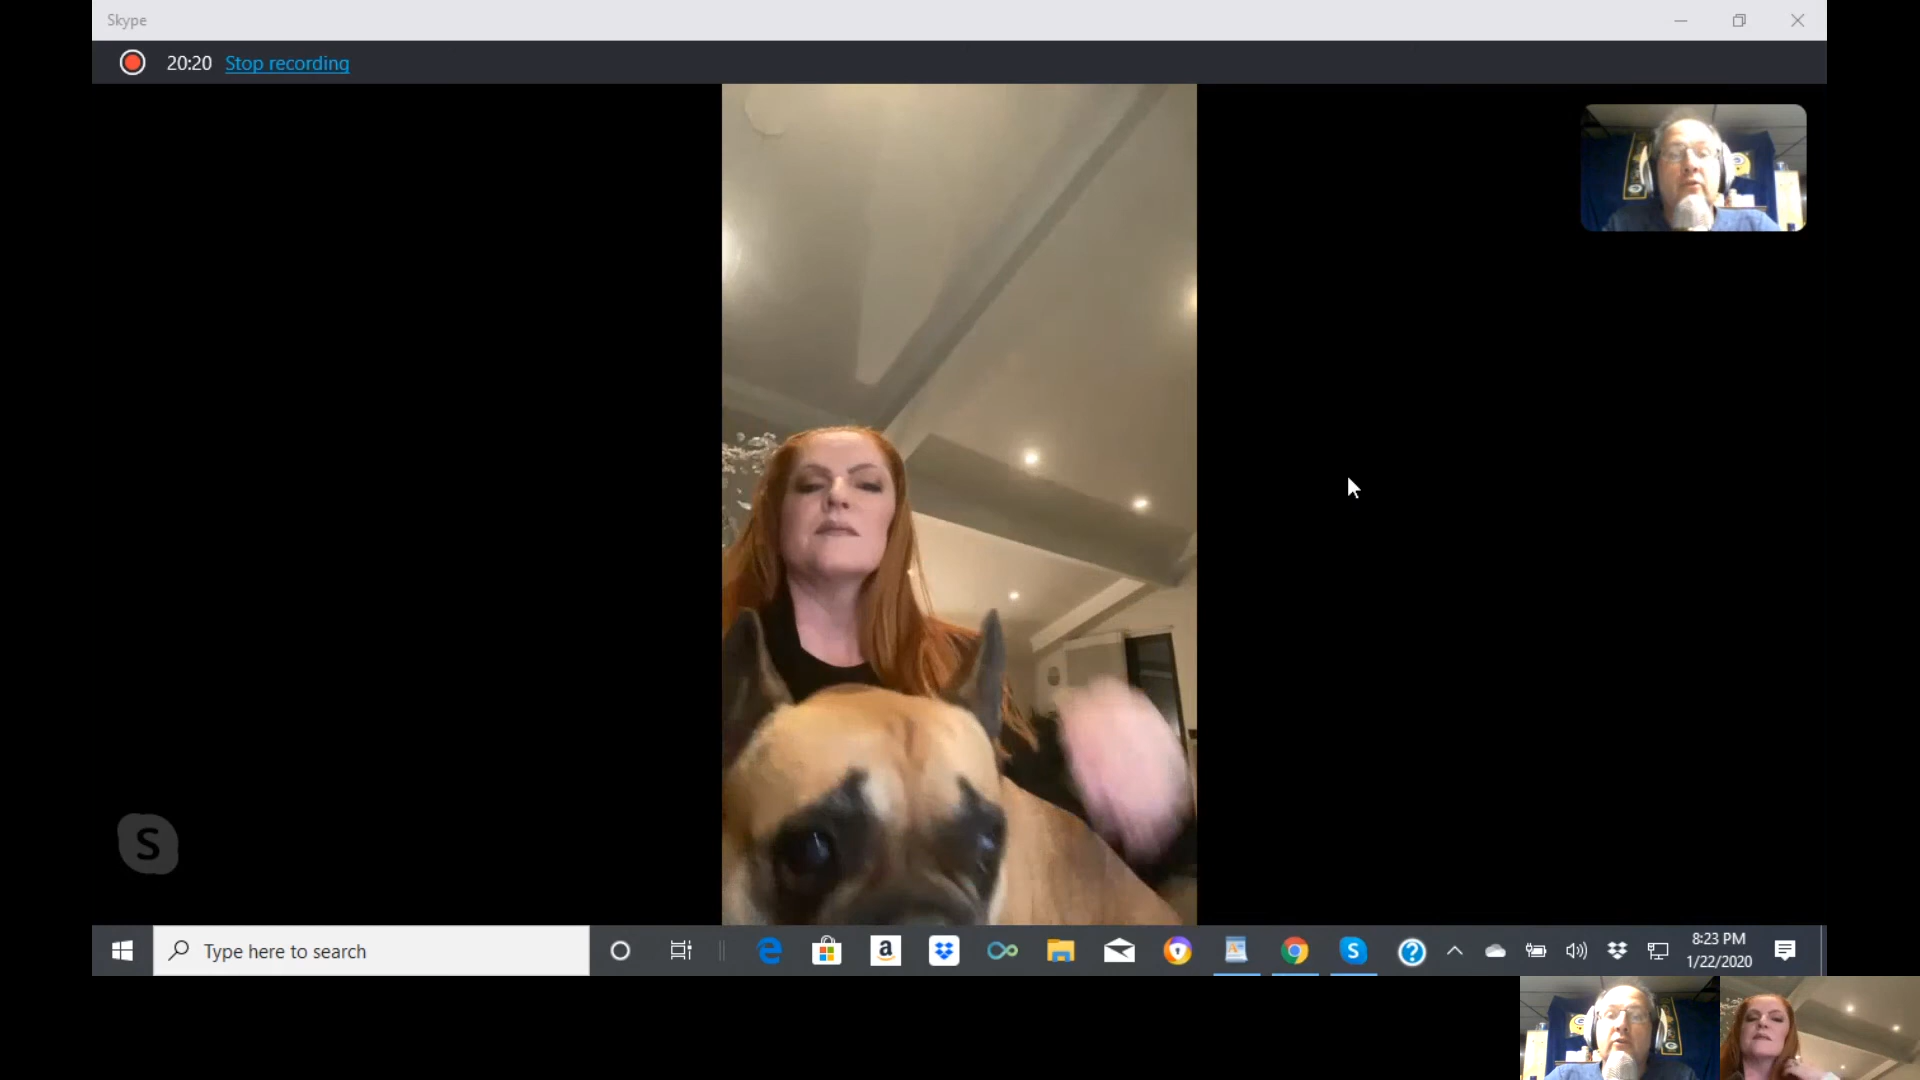 Skype
20:20 Stop recording
S
Type here to search
a
S
?
8:23 PM
1/22/2020